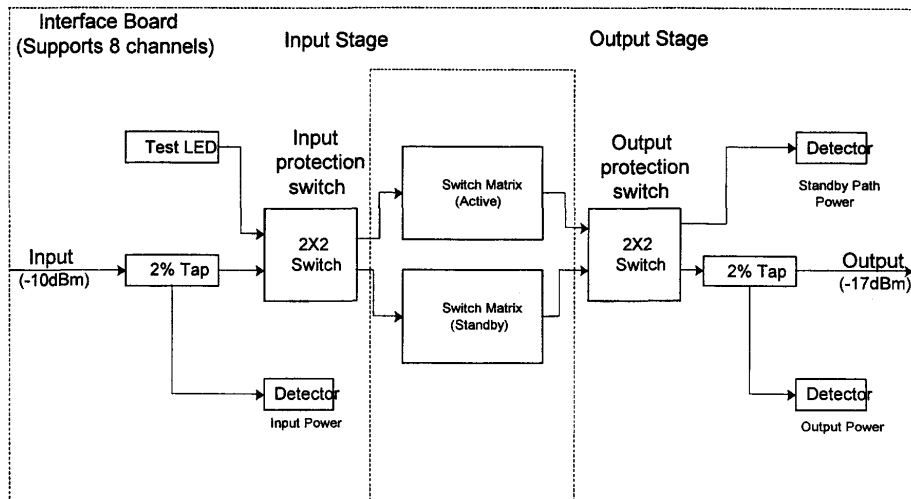 Interface Board
(Supports 8 channels)
Input Stage
Output Stage
Test LED
Input
protection
switch
Switch Matrix
(Active)
Output
protection
switch
Detector
Standby Path
Power
Input
(-10dBm)
2% Tap
2X2
Switch
Switch Matrix
(Standby)
2X2
Switch
2% Tap
Output
(-17dBm)
Detector
Input Power
Detector
Output Power